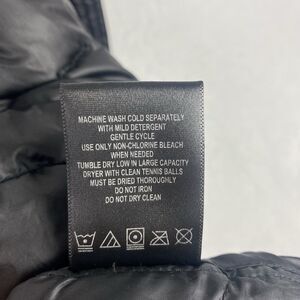 MACHINE WASH COLD SEPARATELY
WITH MILD DETERGENT
GENTLE CYCLE
USE ONLY NON-CHLORINE BLEACH
WHEN NEEDED
TUMBLE DRY LOW IN LARGE CAPACITY
DRYER WITH CLEAN TENNIS BALLS
MUST BE DRIED THOROUGHLY
DO NOT IRON
DO NOT DRY CLEAN